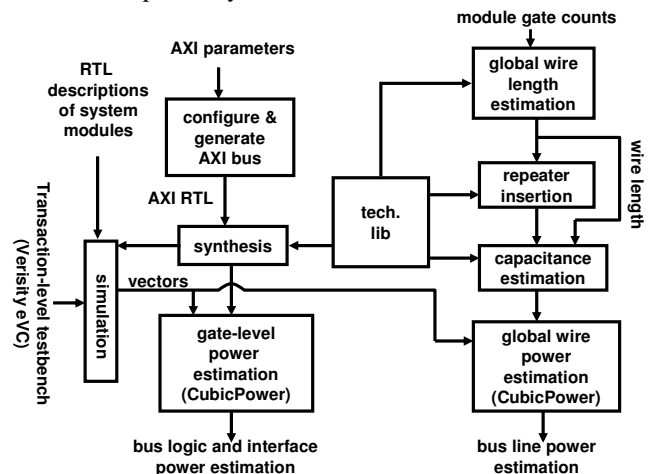 module gate counts
AXI parameters
RTL
descriptions
of system
modules
global wire
length
estimation
configure &
generate
AXI bus
wire length
repeater
insertion
AXI RTL
tech.
lib
Transaction-level testbench
(Verisity eVC)
synthesis
capacitance
estimation
simulation
vectors
gate-level
power
estimation
(CubicPower)
global wire
power
estimation
(CubicPower)
bus logic and interface
power estimation
bus line power
estimation